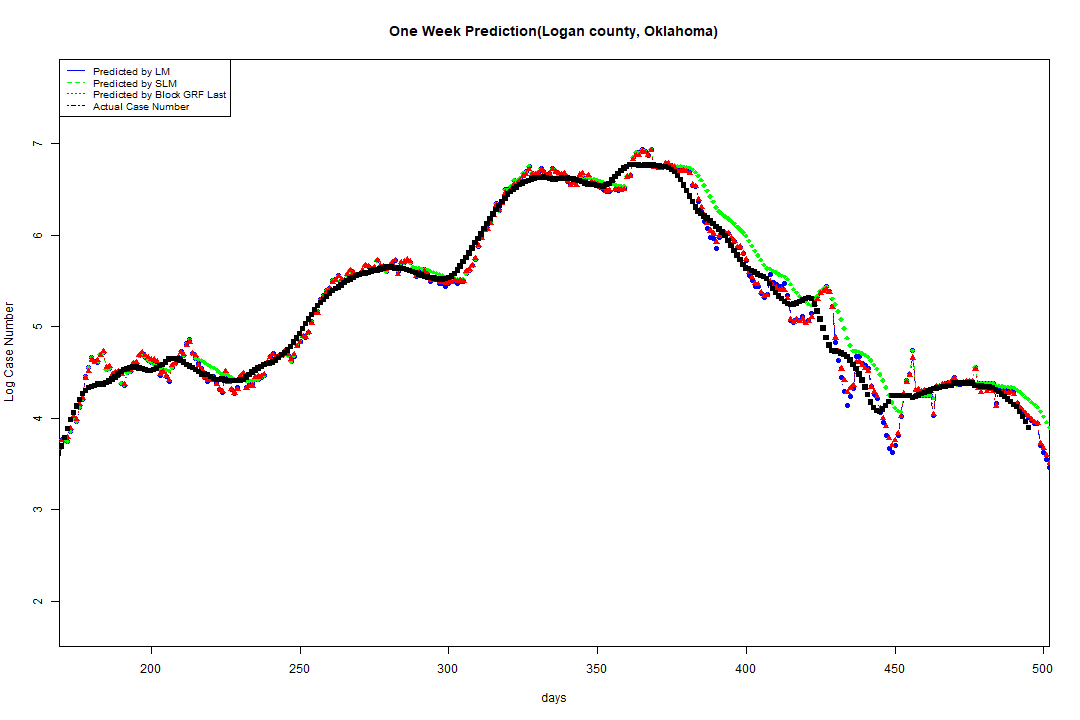 One Week Prediction(Logan county, Oklahoma)
Predicted by LM
Predicted by SLM
Predicted by Block GRF Last
Actual Case Number
Log Case Number
7
6
5
4
3
2
200 250 300 350 400 450 500
days